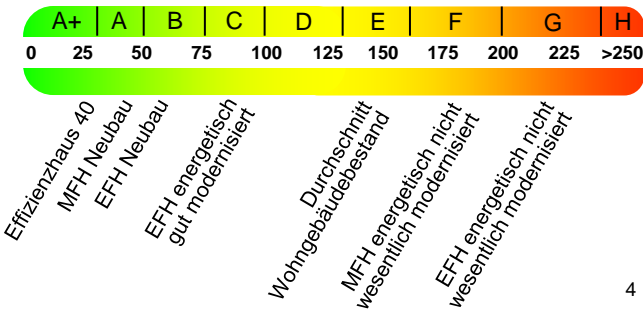 A+ A B C D E F G H
0 25 50 75 100 125 150 175 200 225 >250
Effizienzhaus 40
MFH Neubau
EFH Neubau
EFH energetisch
gut modernisiert
Durchschnitt
Wohngebäudebestand
MFH energetisch nicht
wesentlich modernisiert
EFH energetisch nicht
wesentlich modernisiert
4